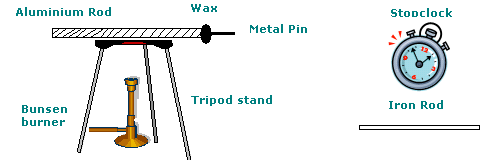 Aluminium Rod
Wax
Metal Pin
Bunsen
burner
Tripod stand
Stopclock
Iron Rod